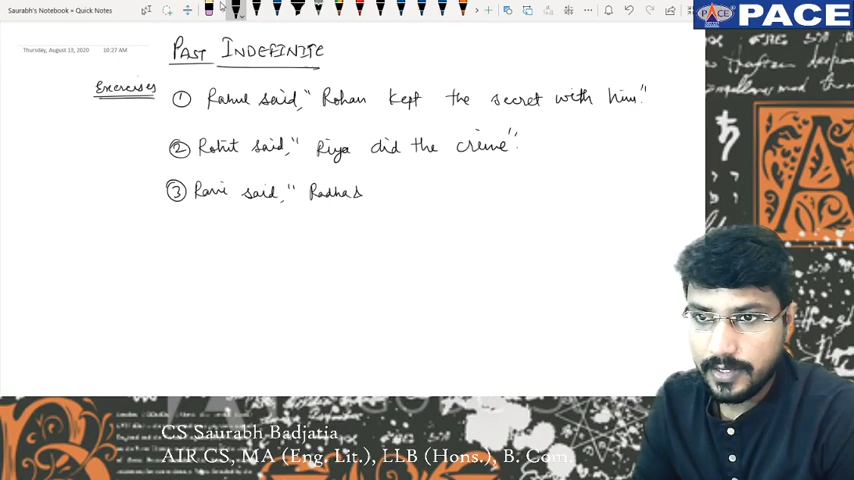 Saurabh's Notebook » Quick Notes
PACE
PACE
Thursday, August 13, 2020 10:27 AM
PAST INDEFINITE
Exercises
① Rahul said, "Rohan kept the secret with him."
② Rohit said, "Riya did the crime".
③ Ravi said, "Radhas
A
CS Saurabh Badjatia
AIR CS, MA (Eng. Lit.), LLB (Hons.), B. Com.